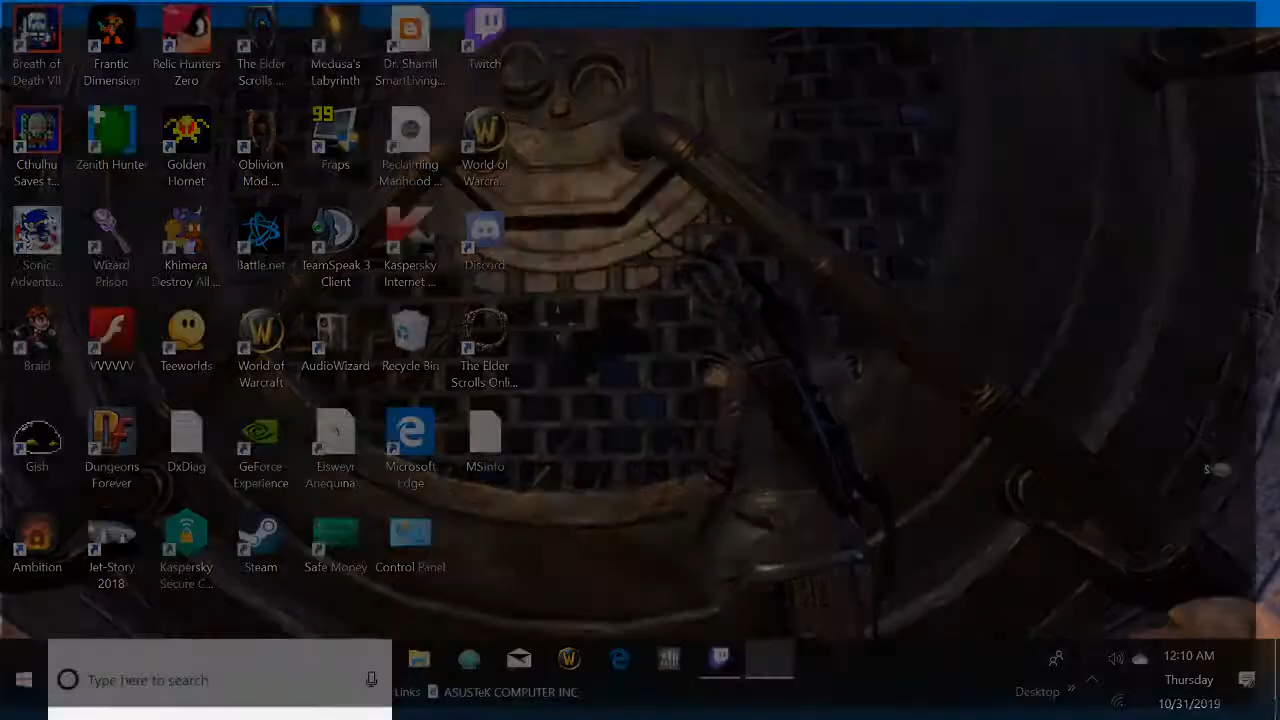 Breath of
Death VII
Frantic
Dimension
Relic Hunters
Zero
The Elder
Scrolls ...
Medusa's
Labyrinth
Dr. Shamil
SmartLiving...
Twitch
Cthulhu
Saves t...
Zenith Hunter
Golden
Hornet
Oblivion
Mod ...
99
Fraps
Reclaiming
Manhood ...
World of
Warcra...
Sonic
Adventu...
Wizard
Prison
Khimera
Destroy All ...
Battle.net
TeamSpeak 3
Client
Kaspersky
Internet ...
Discord
Braid
VVVVVV
Teeworlds
World of
Warcraft
AudioWizard
Recycle Bin
The Elder
Scrolls Onli...
Gish
Dungeons
Forever
DxDiag
GeForce
Experience
Elsweyr
Anequina ...
Microsoft
Edge
MSinfo
Ambition
Jet-Story
2018
Kaspersky
Secure C...
Steam
Safe Money
Control Panel
Type here to search
Links
ASUSTeK COMPUTER INC
Desktop
12:10 AM
Thursday
10/31/2019